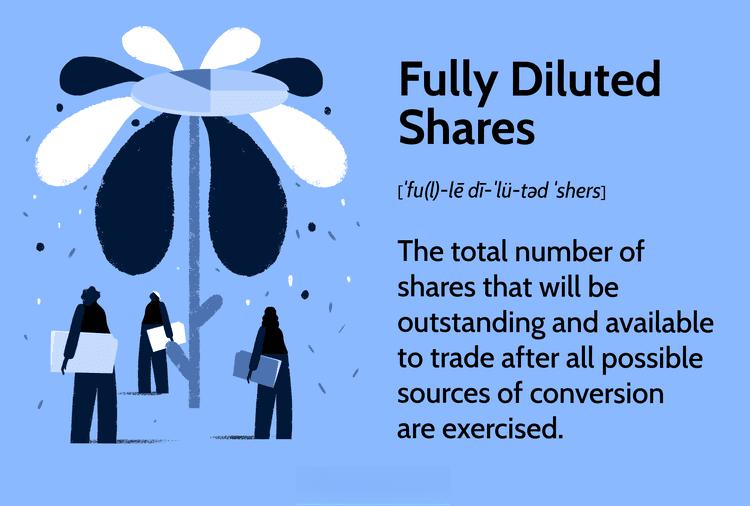 Fully Diluted
Shares
[ˈfu̇(l)-lē dī-ˈlü-təd ˈshers]
The total number of
shares that will be
outstanding and available
to trade after all possible
sources of conversion
are exercised.